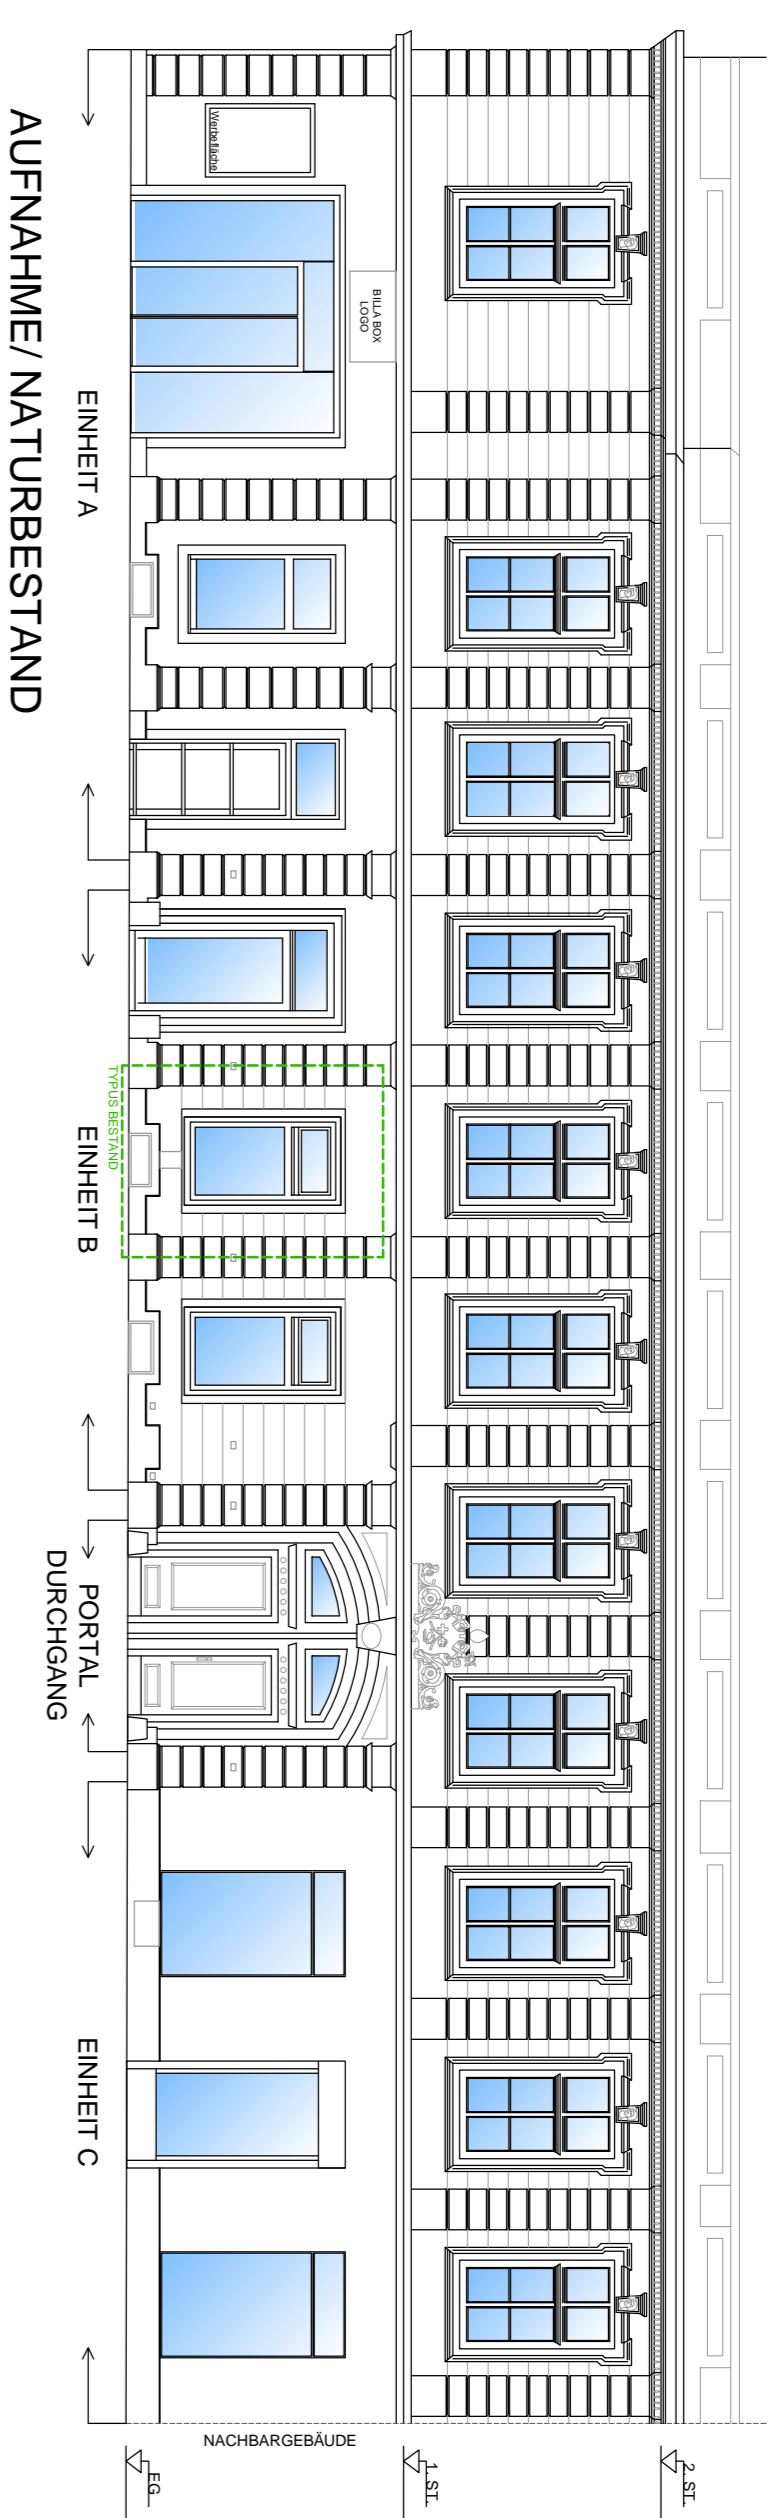 AUFNAHME/ NATURBESTAND
EINHEIT A
Werbefläche
BILLA BOX
LOGO
TYPUS BESTAND
EINHEIT B
PORTAL
DURCHGANG
EINHEIT C
NACHBARGEBÄUDE
EG
1. ST.
2. ST.